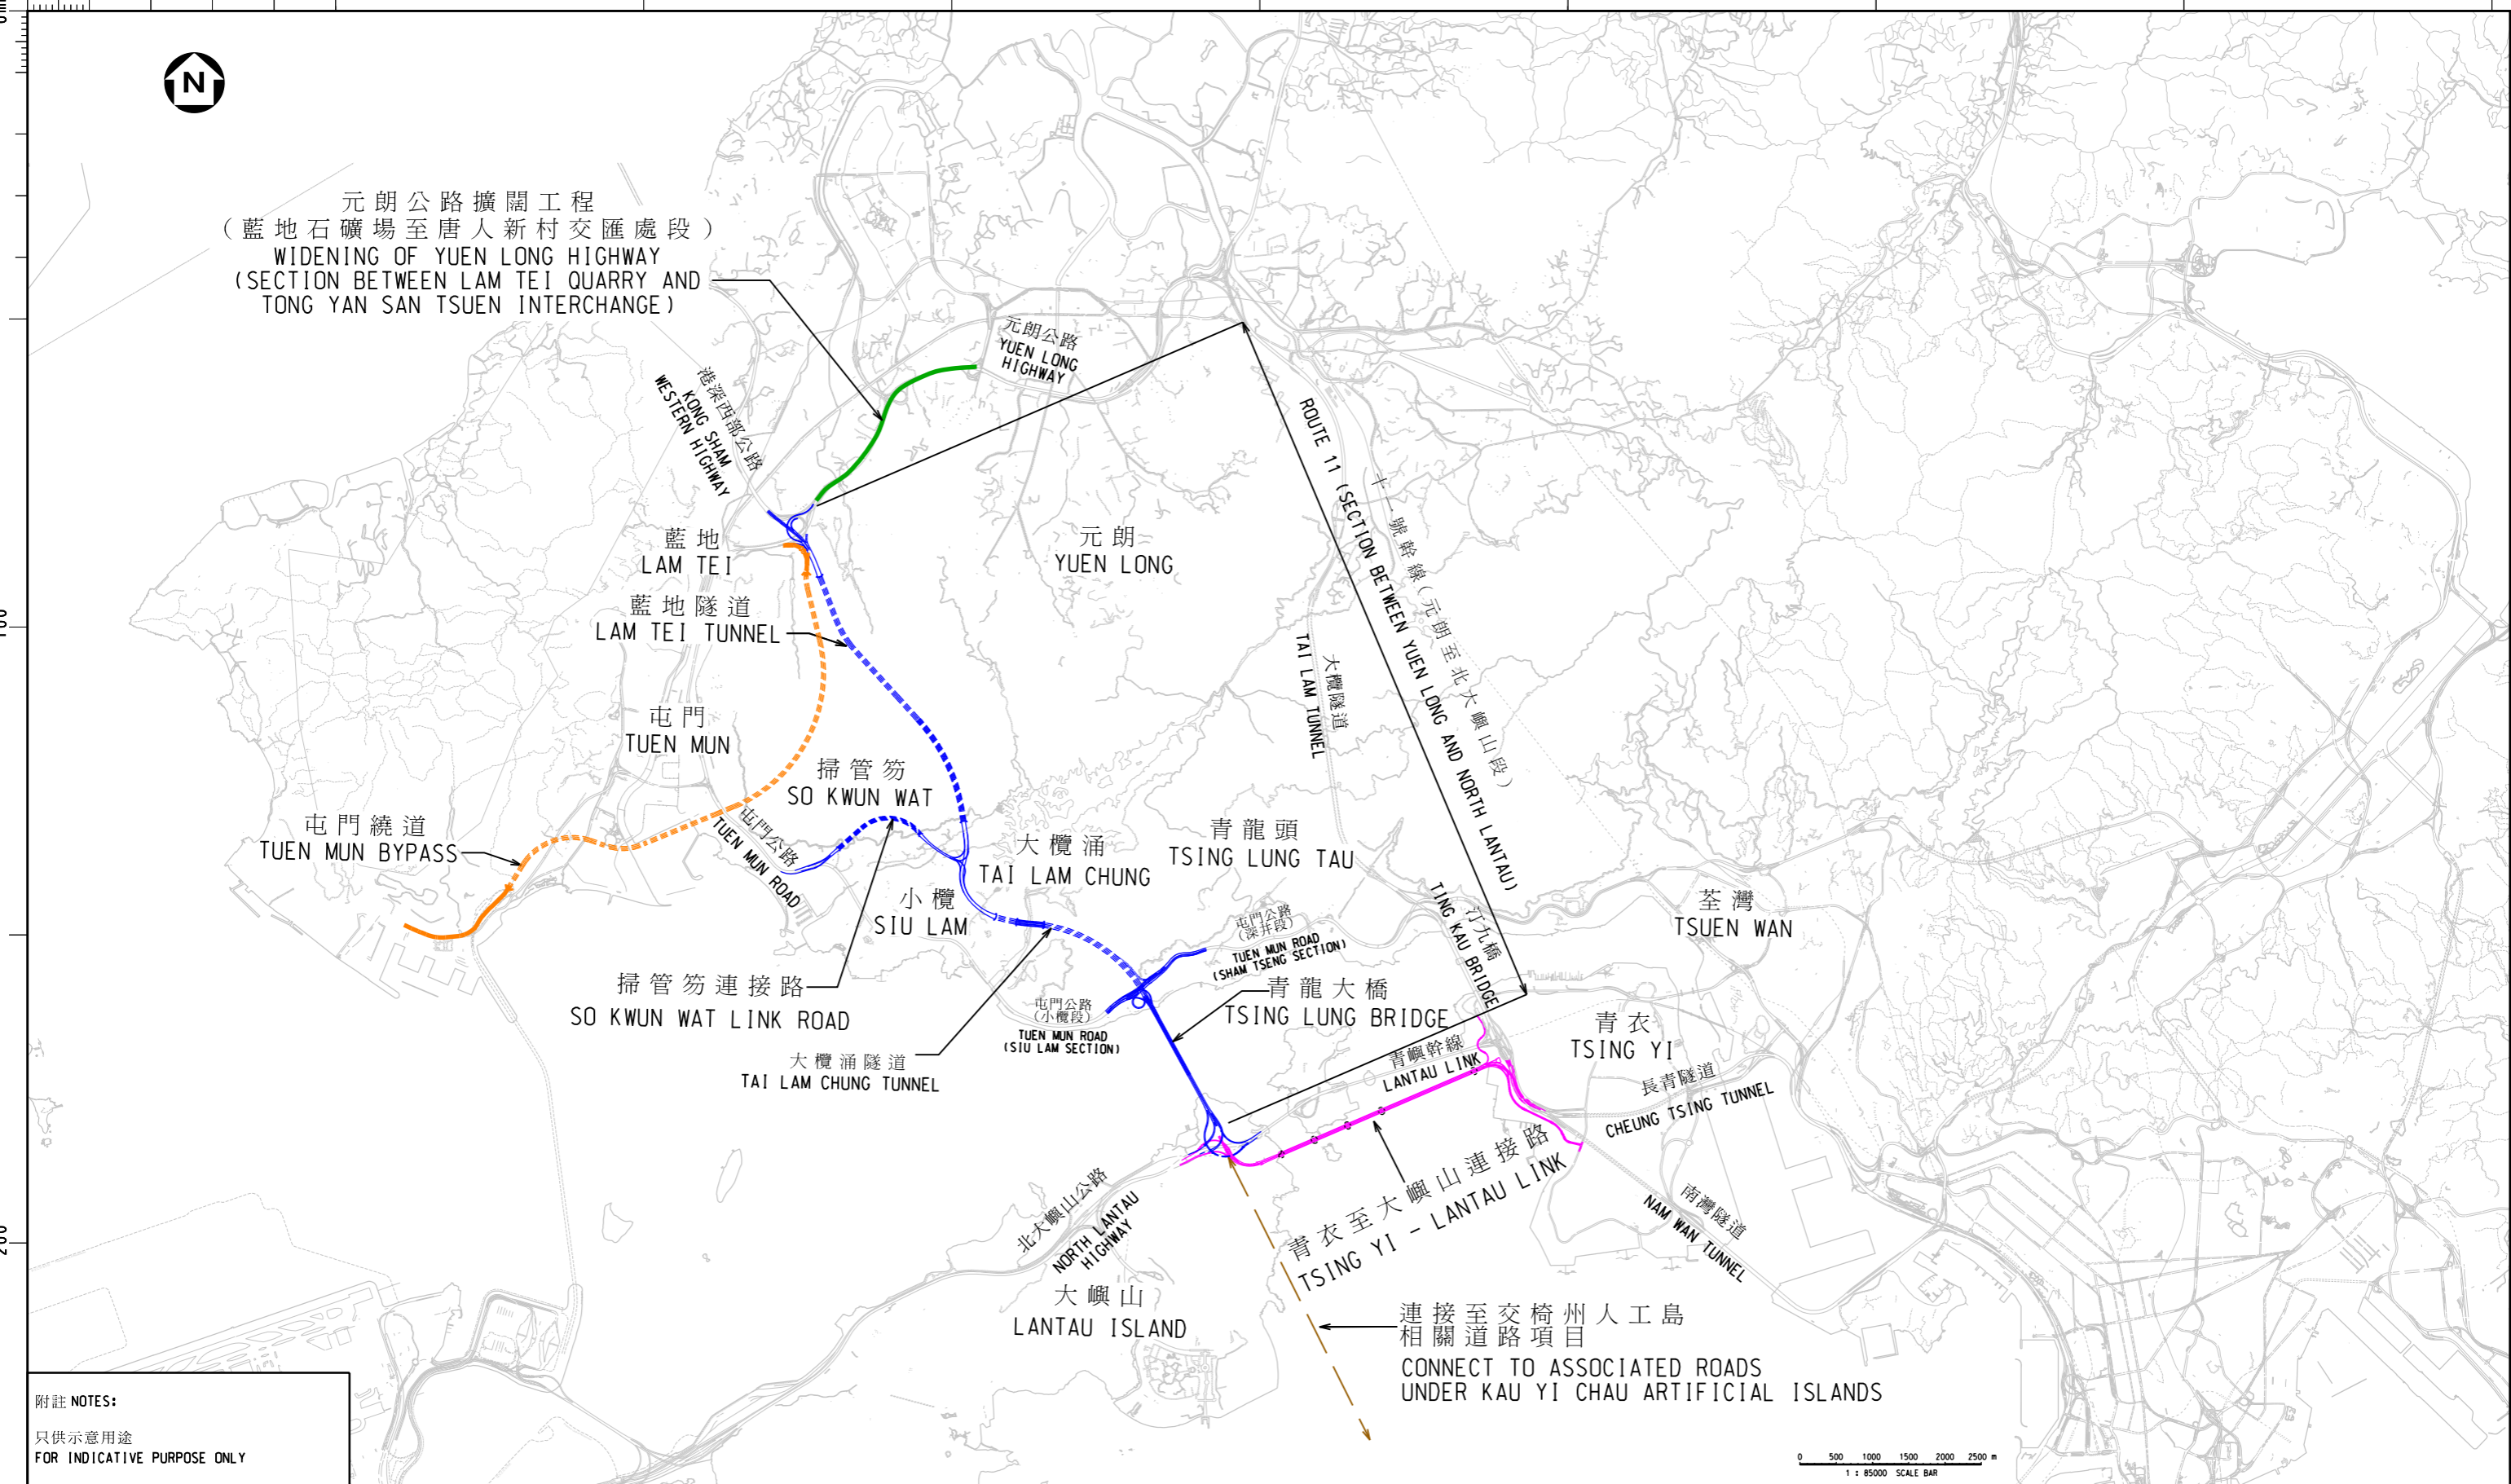 N
元朗公路擴闊工程
(藍地石礦場至唐人新村交匯處段)
WIDENING OF YUEN LONG HIGHWAY
(SECTION BETWEEN LAM TEI QUARRY AND
TONG YAN SAN TSUEN INTERCHANGE)
元朗公路
YUEN LONG
HIGHWAY
港深西部公路
KONG SHAM
WESTERN HIGHWAY
ROUTE 11 (SECTION BETWEEN YUEN LONG AND NORTH LANTAU)
十一號幹線(元朗至北大嶼山段)
藍地
LAM TEI
元朗
YUEN LONG
藍地隧道
LAM TEI TUNNEL
100
大欖隧道
TAI LAM TUNNEL
屯門
TUEN MUN
掃管笏
SO KWUN WAT
屯門繞道
TUEN MUN BYPASS
屯門公路
TUEN MUN ROAD
大欖涌
TAI LAM CHUNG
青龍頭
TSING LUNG TAU
小欖
SIU LAM
汀九橋
TING KAU BRIDGE
荃灣
TSUEN WAN
屯門公路
(深井段)
TUEN MUN ROAD
(SHAM TSENG SECTION)
掃管笏連接路
SO KWUN WAT LINK ROAD
青龍大橋
TSING LUNG BRIDGE
屯門公路
(小欖段)
TUEN MUN ROAD
(SIU LAM SECTION)
青衣
TSING YI
大欖涌隧道
TAI LAM CHUNG TUNNEL
青嶼幹線
LANTAU LINK
長青隧道
CHEUNG TSING TUNNEL
青衣至大嶼山連接路
TSING YI - LANTAU LINK
北大嶼山公路
NORTH LANTAU
HIGHWAY
南灣隧道
NAM WAN TUNNEL
200
大嶼山
LANTAU ISLAND
連接至交椅州人工島
相關道路項目
CONNECT TO ASSOCIATED ROADS
UNDER KAU YI CHAU ARTIFICIAL ISLANDS
附註 NOTES:
只供示意用途
FOR INDICATIVE PURPOSE ONLY
0 500 1000 1500 2000 2500 m
1 : 85000 SCALE BAR